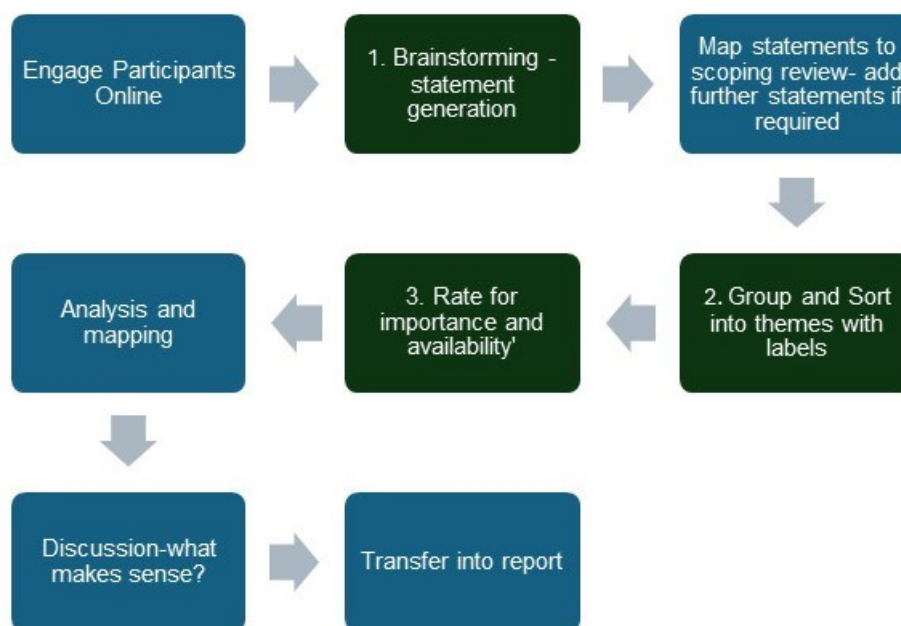 Engage Participants
Online
1. Brainstorming -
statement
generation
Map statements to
scoping review- add
further statements if
required
2. Group and Sort
into themes with
labels
3. Rate for
importance and
availability'
Analysis and
mapping
Discussion-what
makes sense?
Transfer into report